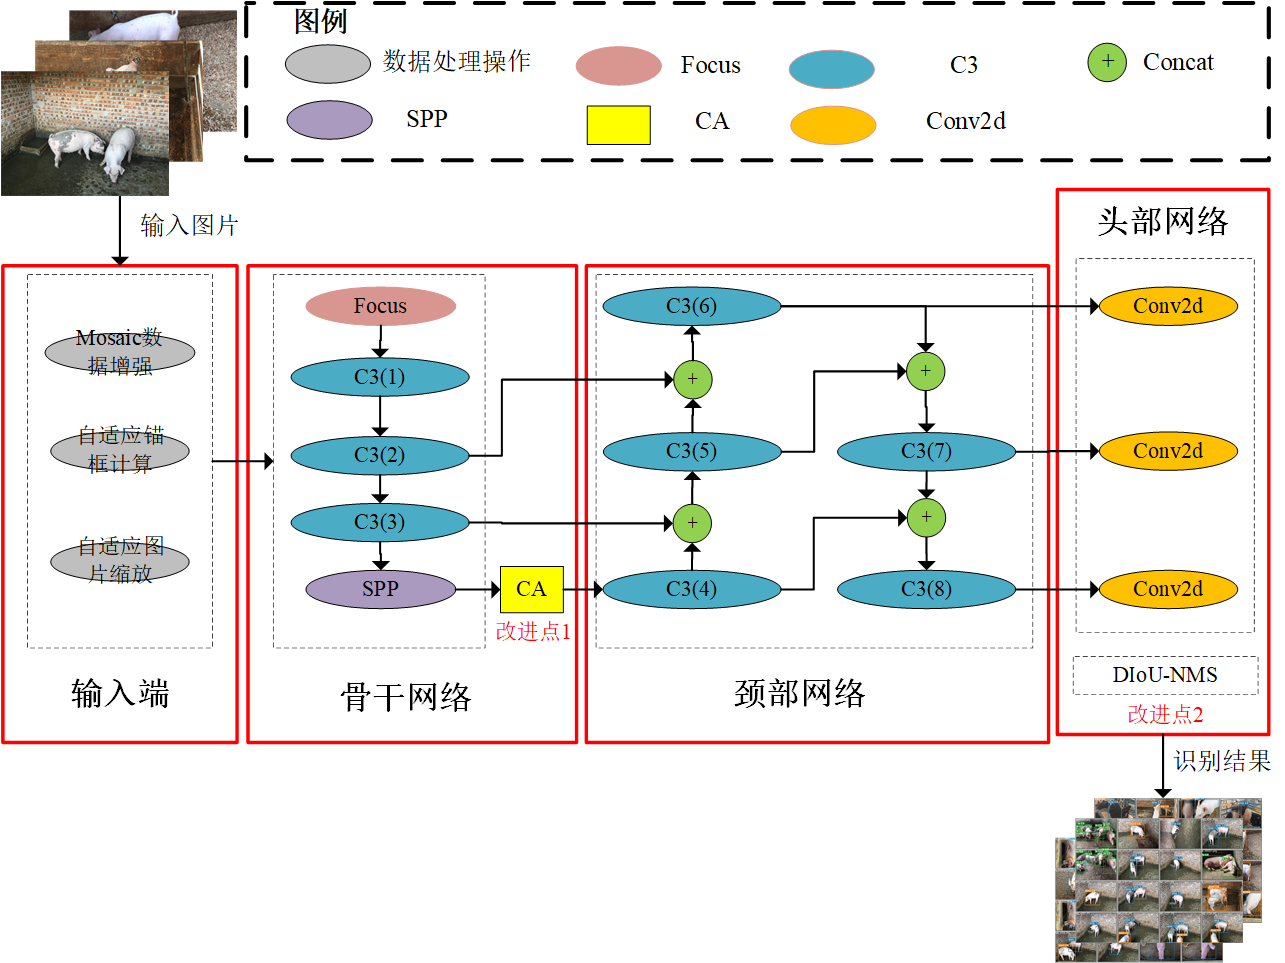 图例
数据处理操作
Focus
C3
+
Concat
SPP
CA
Conv2d
输入图片
Mosaic数
据增强
自适应锚
框计算
自适应图
片缩放
输入端
Focus
C3(1)
C3(2)
C3(3)
SPP
CA
改进点1
骨干网络
C3(6)
+
C3(5)
+
C3(4)
+
C3(7)
+
C3(8)
颈部网络
头部网络
Conv2d
Conv2d
Conv2d
DIoU-NMS
改进点2
识别结果